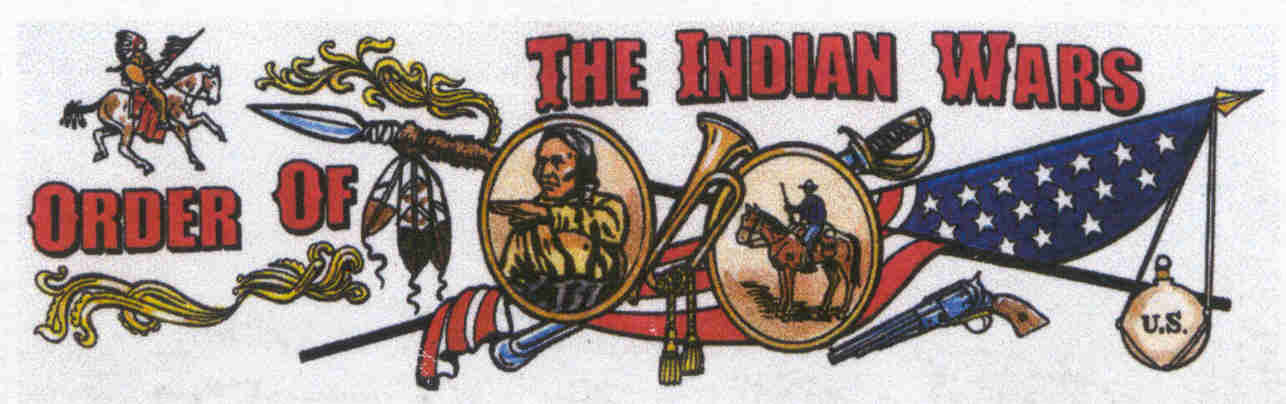 ORDER OF THE INDIAN WARS
U.S.